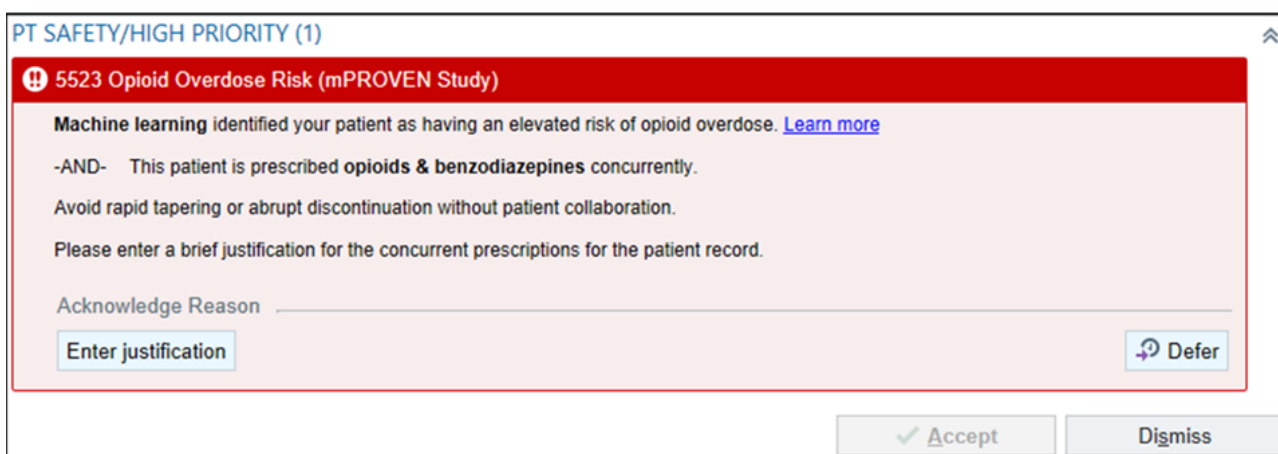 PT SAFETY/HIGH PRIORITY (1)
5523 Opioid Overdose Risk (mPROVEN Study)
Machine learning identified your patient as having an elevated risk of opioid overdose. Learn more
-AND- This patient is prescribed opioids & benzodiazepines concurrently.
Avoid rapid tapering or abrupt discontinuation without patient collaboration.
Please enter a brief justification for the concurrent prescriptions for the patient record.
Acknowledge Reason
Enter justification
Defer
Accept
Dismiss